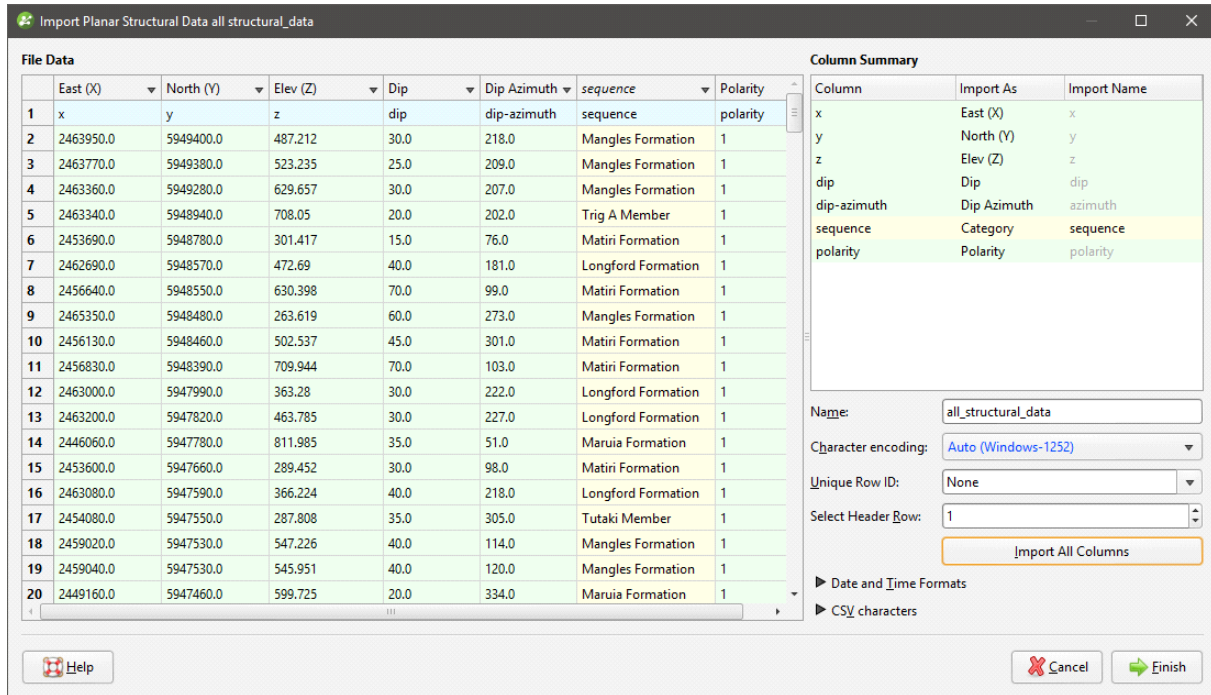 Import Planar Structural Data all structural_data
File Data
East (X) North (Y) Elev (Z) Dip Dip Azimuth sequence Polarity
1 x y z dip dip-azimuth sequence polarity
2 2463950.0 5949400.0 487.212 30.0 218.0 Mangles Formation 1
3 2463770.0 5949380.0 523.235 25.0 209.0 Mangles Formation 1
4 2463360.0 5949280.0 629.657 30.0 207.0 Mangles Formation 1
5 2463340.0 5948940.0 708.05 20.0 202.0 Trig A Member 1
6 2453690.0 5948780.0 301.417 15.0 76.0 Matiri Formation 1
7 2462690.0 5948570.0 472.69 40.0 181.0 Longford Formation 1
8 2456640.0 5948550.0 630.398 70.0 99.0 Matiri Formation 1
9 2465350.0 5948480.0 263.619 60.0 273.0 Mangles Formation 1
10 2456130.0 5948460.0 502.537 45.0 301.0 Matiri Formation 1
11 2456830.0 5948390.0 709.944 70.0 103.0 Matiri Formation 1
12 2463000.0 5947990.0 363.28 30.0 222.0 Longford Formation 1
13 2463200.0 5947820.0 463.785 30.0 227.0 Longford Formation 1
14 2446060.0 5947780.0 811.985 35.0 51.0 Maruia Formation 1
15 2453600.0 5947660.0 289.452 30.0 98.0 Matiri Formation 1
16 2463080.0 5947590.0 366.224 40.0 218.0 Longford Formation 1
17 2454080.0 5947550.0 287.808 35.0 305.0 Tutaki Member 1
18 2459020.0 5947530.0 547.226 40.0 114.0 Mangles Formation 1
19 2459040.0 5947530.0 545.951 40.0 120.0 Mangles Formation 1
20 2449160.0 5947460.0 599.725 20.0 334.0 Maruia Formation 1
Column Summary
Column Import As Import Name
x East (X) x
y North (Y) y
z Elev (Z) z
dip Dip dip
dip-azimuth Dip Azimuth azimuth
sequence Category sequence
polarity Polarity polarity
Name: all_structural_data
Character encoding: Auto (Windows-1252)
Unique Row ID: None
Select Header Row: 1
Import All Columns
Date and Time Formats
CSV characters
Help
Cancel
Finish